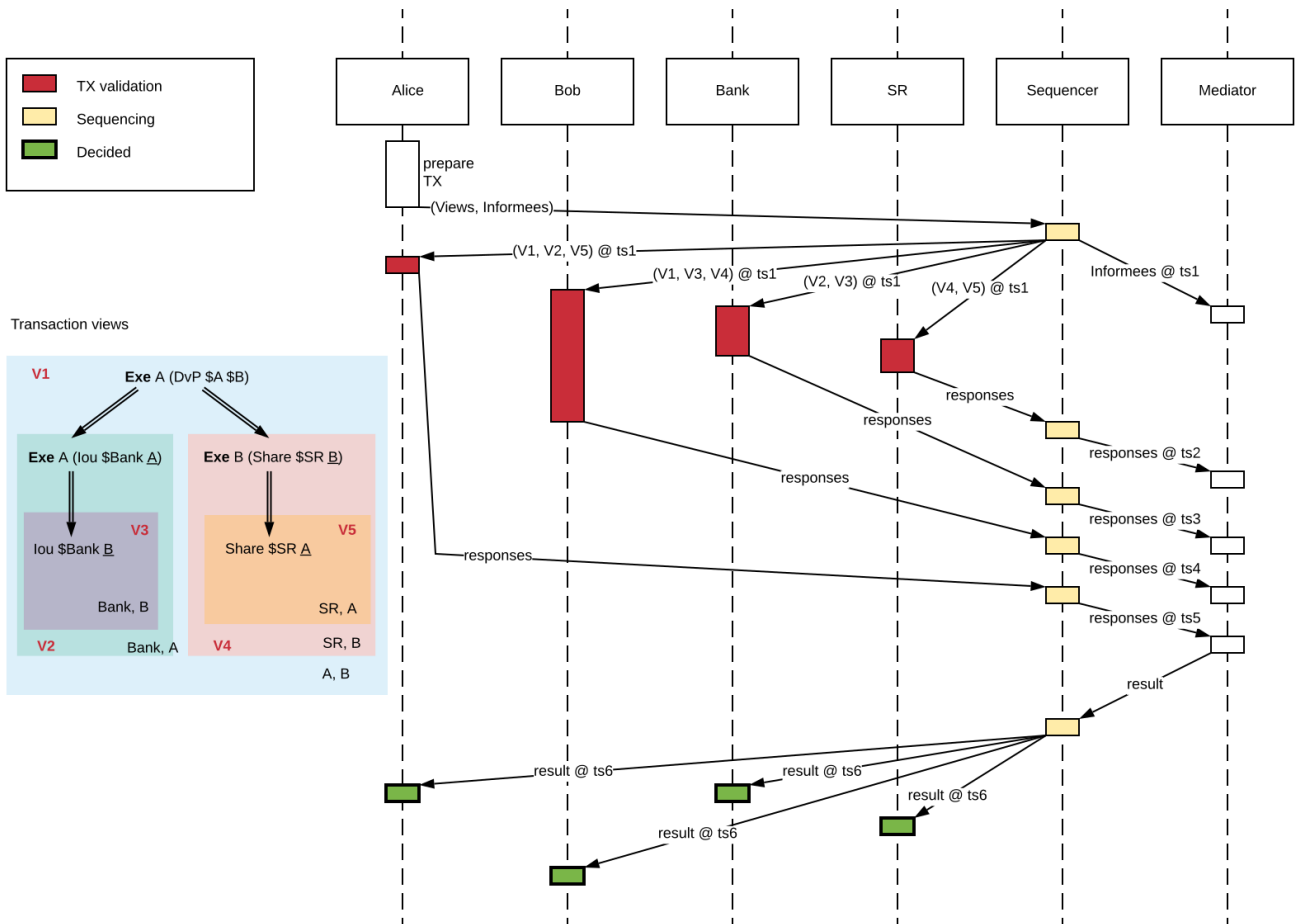 Alice
Bob
Bank
SR
Sequencer
Mediator
TX validation
Sequencing
Decided
prepare
TX
(Views, Informees)
(V1, V2, V5) @ ts1
(V1, V3, V4) @ ts1
(V2, V3) @ ts1
(V4, V5) @ ts1
Informees @ ts1
Transaction views
V1
Exe A (DvP $A $B)
Exe A (Iou $Bank A)
Exe B (Share $SR B)
V3
V5
Iou $Bank B
Share $SR A
Bank, B
SR, A
V2
Bank, A
V4
SR, B
A, B
responses
responses
responses @ ts2
responses
responses @ ts3
responses
responses @ ts4
responses @ ts5
result
result @ ts6
result @ ts6
result @ ts6
result @ ts6